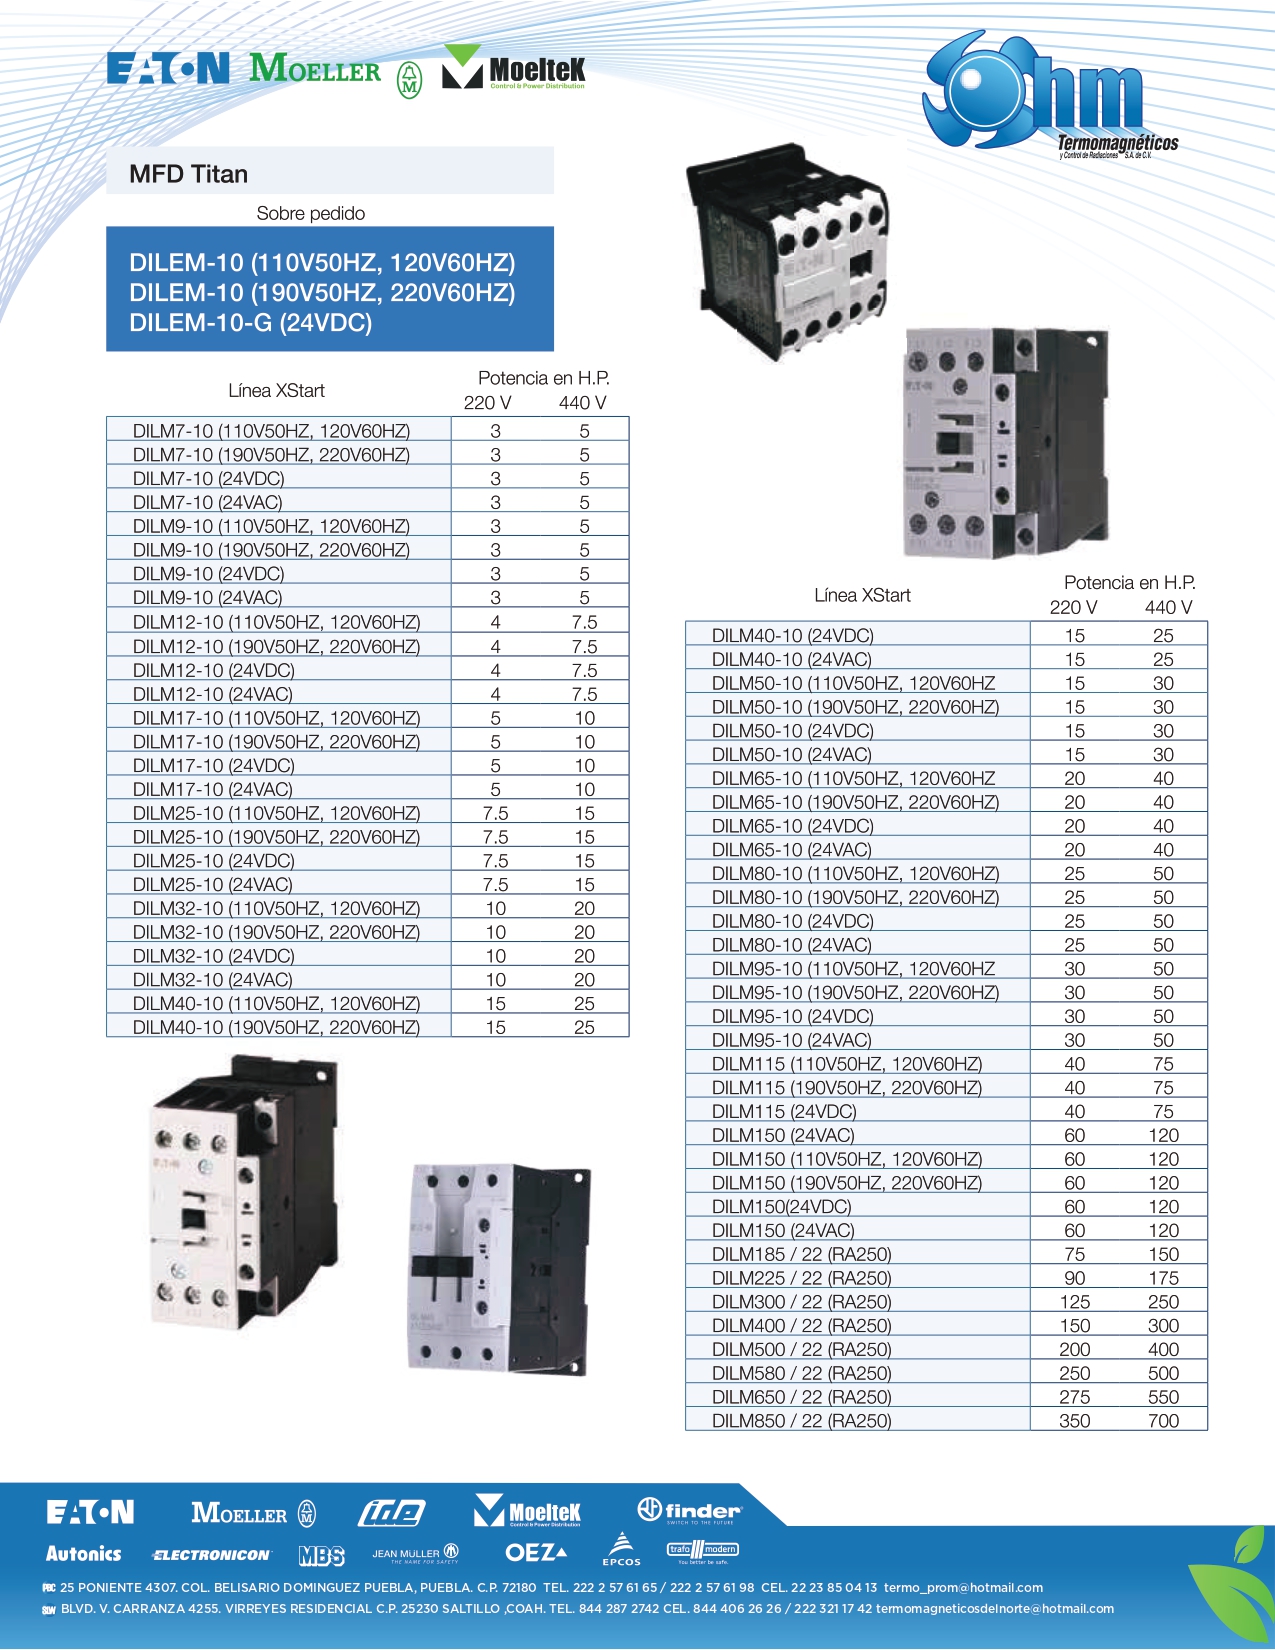 EATON MOELLER MoelteK
Control & Power Distribution
Ohm
Termomagnéticos
y Control de Radiaciones S.A. de C.V.
MFD Titan
Sobre pedido
DILEM-10 (110V50HZ, 120V60HZ)
DILEM-10 (190V50HZ, 220V60HZ)
DILEM-10-G (24VDC)
Línea XStart Potencia en H.P.
220 V 440 V
DILM7-10 (110V50HZ, 120V60HZ) 3 5
DILM7-10 (190V50HZ, 220V60HZ) 3 5
DILM7-10 (24VDC) 3 5
DILM7-10 (24VAC) 3 5
DILM9-10 (110V50HZ, 120V60HZ) 3 5
DILM9-10 (190V50HZ, 220V60HZ) 3 5
DILM9-10 (24VDC) 3 5
DILM9-10 (24VAC) 3 5
DILM12-10 (110V50HZ, 120V60HZ) 4 7.5
DILM12-10 (190V50HZ, 220V60HZ) 4 7.5
DILM12-10 (24VDC) 4 7.5
DILM12-10 (24VAC) 4 7.5
DILM17-10 (110V50HZ, 120V60HZ) 5 10
DILM17-10 (190V50HZ, 220V60HZ) 5 10
DILM17-10 (24VDC) 5 10
DILM17-10 (24VAC) 5 10
DILM25-10 (110V50HZ, 120V60HZ) 7.5 15
DILM25-10 (190V50HZ, 220V60HZ) 7.5 15
DILM25-10 (24VDC) 7.5 15
DILM25-10 (24VAC) 7.5 15
DILM32-10 (110V50HZ, 120V60HZ) 10 20
DILM32-10 (190V50HZ, 220V60HZ) 10 20
DILM32-10 (24VDC) 10 20
DILM32-10 (24VAC) 10 20
DILM40-10 (110V50HZ, 120V60HZ) 15 25
DILM40-10 (190V50HZ, 220V60HZ) 15 25
Línea XStart Potencia en H.P.
220 V 440 V
DILM40-10 (24VDC) 15 25
DILM40-10 (24VAC) 15 25
DILM50-10 (110V50HZ, 120V60HZ 15 30
DILM50-10 (190V50HZ, 220V60HZ) 15 30
DILM50-10 (24VDC) 15 30
DILM50-10 (24VAC) 15 30
DILM65-10 (110V50HZ, 120V60HZ 20 40
DILM65-10 (190V50HZ, 220V60HZ) 20 40
DILM65-10 (24VDC) 20 40
DILM65-10 (24VAC) 20 40
DILM80-10 (110V50HZ, 120V60HZ) 25 50
DILM80-10 (190V50HZ, 220V60HZ) 25 50
DILM80-10 (24VDC) 25 50
DILM80-10 (24VAC) 25 50
DILM95-10 (110V50HZ, 120V60HZ 30 50
DILM95-10 (190V50HZ, 220V60HZ) 30 50
DILM95-10 (24VDC) 30 50
DILM95-10 (24VAC) 30 50
DILM115 (110V50HZ, 120V60HZ) 40 75
DILM115 (190V50HZ, 220V60HZ) 40 75
DILM115 (24VDC) 40 75
DILM150 (24VAC) 60 120
DILM150 (110V50HZ, 120V60HZ) 60 120
DILM150 (190V50HZ, 220V60HZ) 60 120
DILM150(24VDC) 60 120
DILM150 (24VAC) 60 120
DILM185 / 22 (RA250) 75 150
DILM225 / 22 (RA250) 90 175
DILM300 / 22 (RA250) 125 250
DILM400 / 22 (RA250) 150 300
DILM500 / 22 (RA250) 200 400
DILM580 / 22 (RA250) 250 500
DILM650 / 22 (RA250) 275 550
DILM850 / 22 (RA250) 350 700
EATON MOELLER ide MoelteK finder
Control & Power Distribution SWITCH TO THE FUTURE
Autonics ELECTRONICON MBS JEAN MÜLLER OEZ EPCOS trafo modern
THE NAME FOR SAFETY You better be safe.
PBC 25 PONIENTE 4307. COL. BELISARIO DOMINGUEZ PUEBLA, PUEBLA. C.P. 72180 TEL. 222 2 57 61 65 / 222 2 57 61 98 CEL. 22 23 85 04 13 termo_prom@hotmail.com
BLVD. V. CARRANZA 4255. VIRREYES RESIDENCIAL C.P. 25230 SALTILLO ,COAH. TEL. 844 287 2742 CEL. 844 406 26 26 / 222 321 17 42 termomagneticosdelnorte@hotmail.com